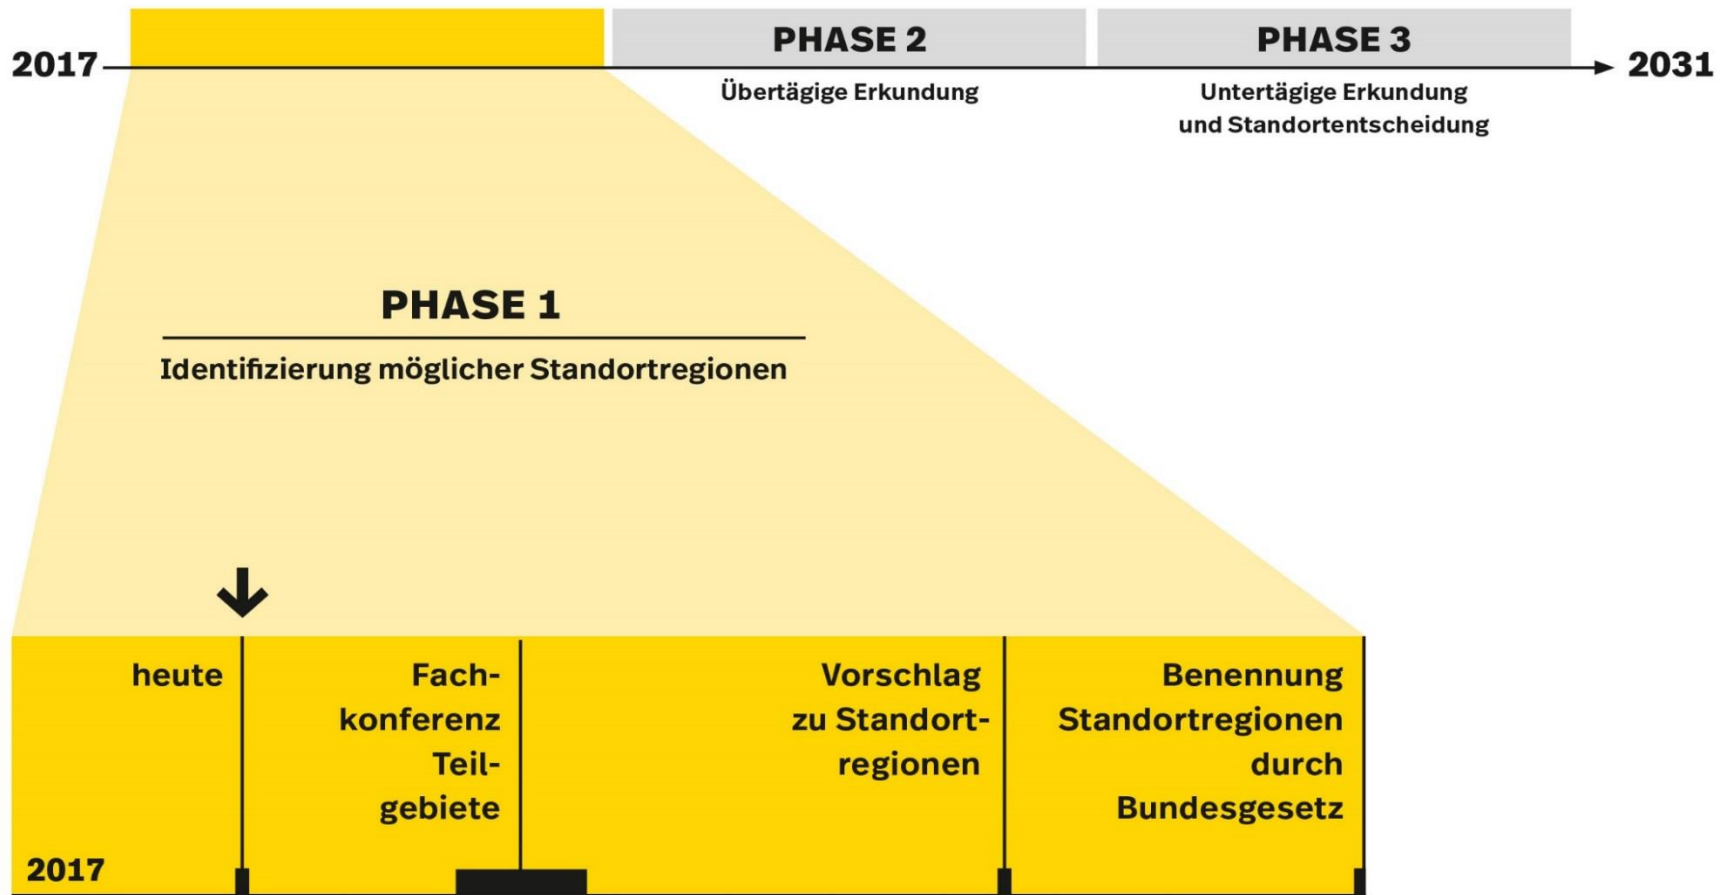 2017
PHASE 2
PHASE 3
2031
Übertägige Erkundung
Untertägige Erkundung
und Standortentscheidung
PHASE 1
Identifizierung möglicher Standortregionen
heute
Fach-
konferenz
Teil-
gebiete
Vorschlag
zu Standort-
regionen
Benennung
Standortregionen
durch
Bundesgesetz
2017